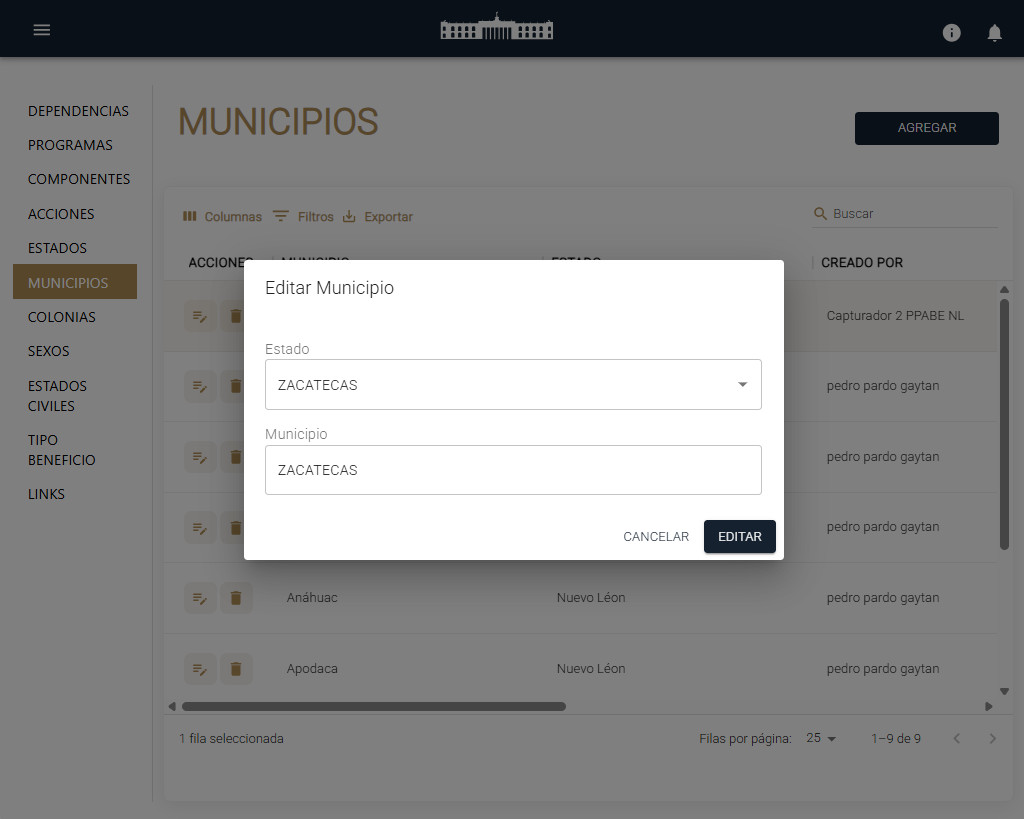 DEPENDENCIAS
PROGRAMAS
COMPONENTES
ACCIONES
ESTADOS
MUNICIPIOS
COLONIAS
SEXOS
ESTADOS
CIVILES
TIPO
BENEFICIO
LINKS
MUNICIPIOS
AGREGAR
Columnas Filtros Exportar Buscar
ACCIONES MUNICIPIO ESTADO CREADO POR
Capturador 2 PPABE NL
pedro pardo gaytan
pedro pardo gaytan
pedro pardo gaytan
Anáhuac Nuevo Léon pedro pardo gaytan
Apodaca Nuevo Léon pedro pardo gaytan
1 fila seleccionada Filas por página: 25 1–9 de 9
Editar Municipio
Estado
ZACATECAS
Municipio
ZACATECAS
CANCELAR EDITAR